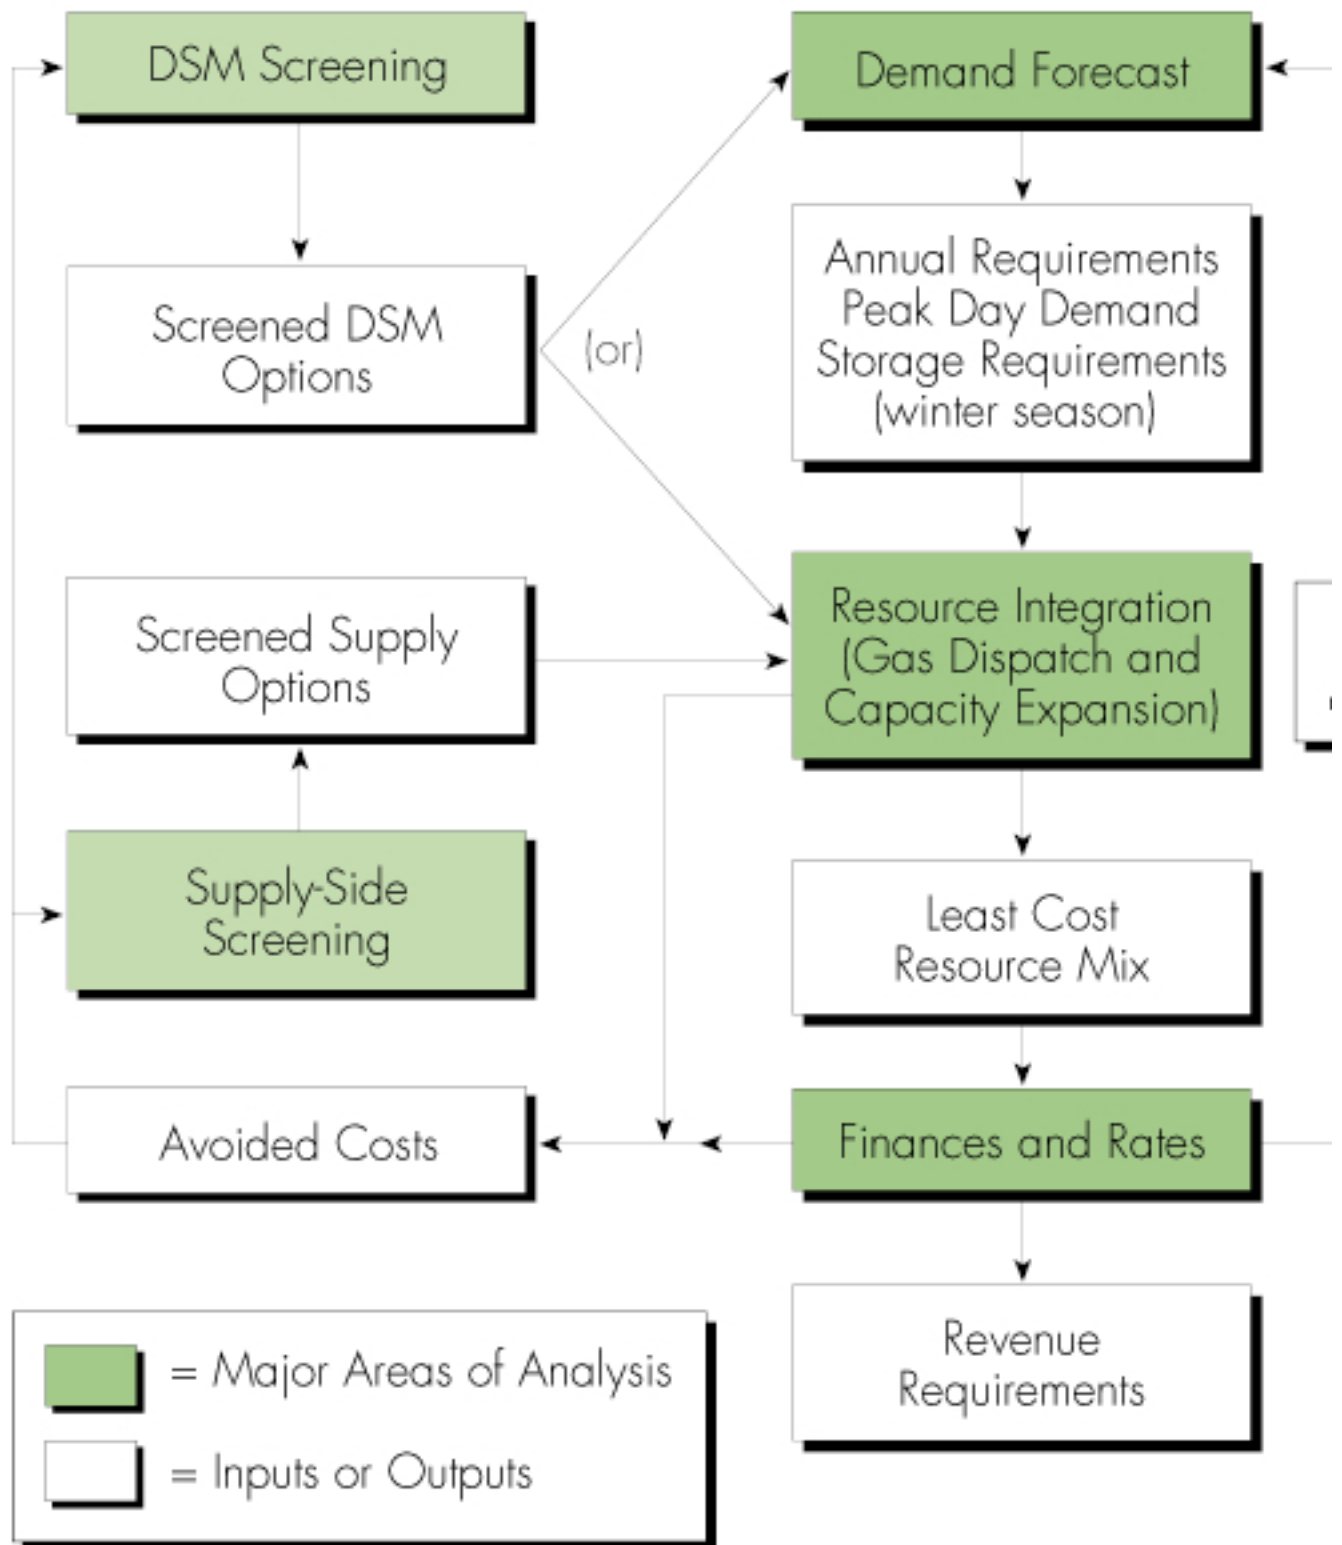 DSM Screening
Screened DSM
Options
(or)
Demand Forecast
Annual Requirements
Peak Day Demand
Storage Requirements
(winter season)
Screened Supply
Options
Resource Integration
(Gas Dispatch and
Capacity Expansion)
Supply-Side
Screening
Least Cost
Resource Mix
Avoided Costs
Finances and Rates
Revenue
Requirements
= Major Areas of Analysis
= Inputs or Outputs